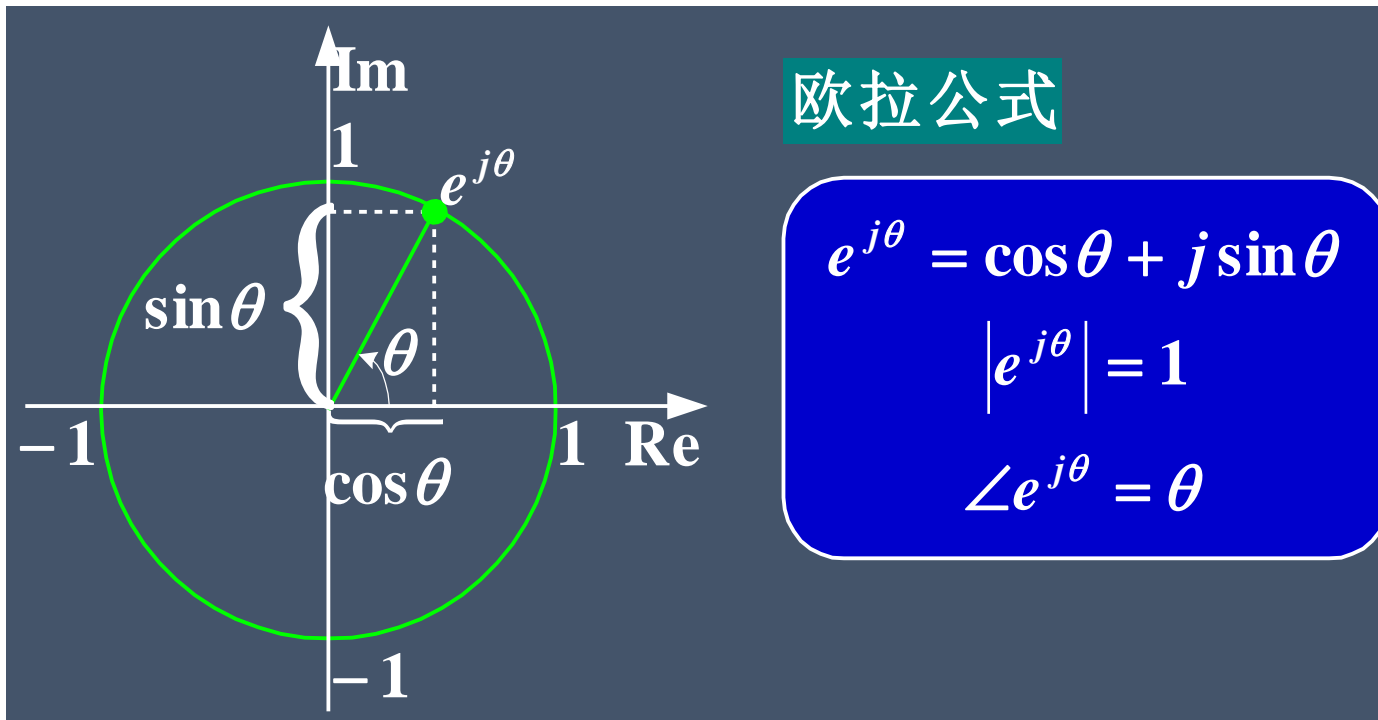 Im
1
e^{jθ}
sinθ
θ
−1
1
Re
cosθ
−1
欧拉公式
e^{jθ} = cosθ + j sinθ
|e^{jθ}| = 1
∠e^{jθ} = θ